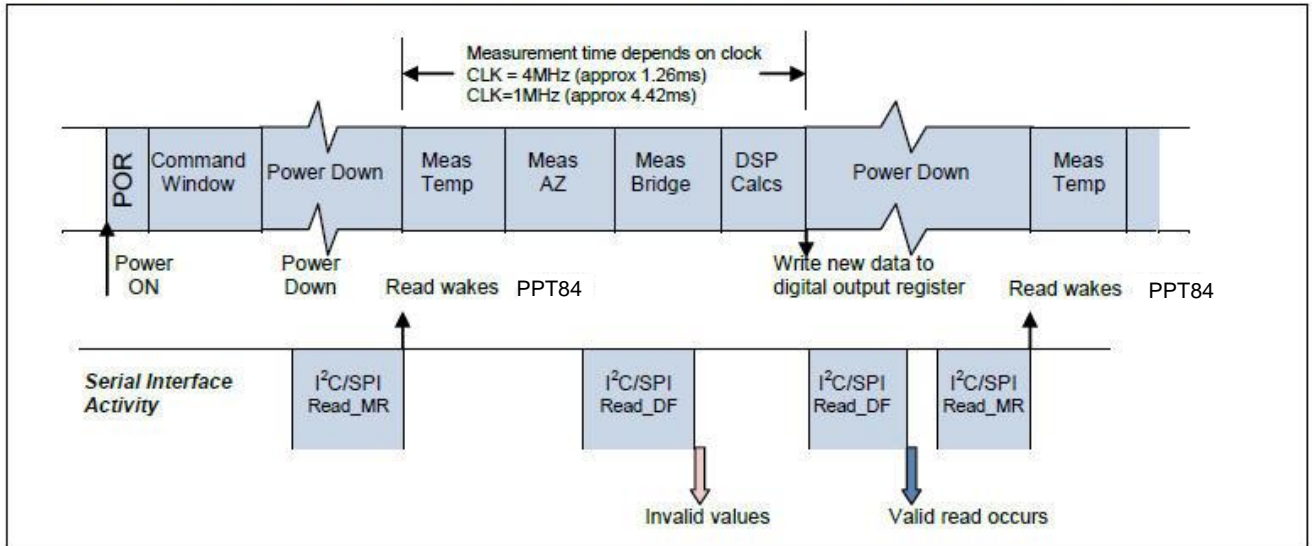 Measurement time depends on clock
CLK = 4MHz (approx 1.26ms)
CLK=1MHz (approx 4.42ms)
POR
Command
Window
Power Down
Meas
Temp
Meas
AZ
Meas
Bridge
DSP
Calcs
Power Down
Meas
Temp
Power
ON
Power
Down
Read wakes PPT84
Write new data to
digital output register
Read wakes PPT84
Serial Interface
Activity
I²C/SPI
Read_MR
I²C/SPI
Read_DF
I²C/SPI
Read_DF
I²C/SPI
Read_MR
Invalid values
Valid read occurs